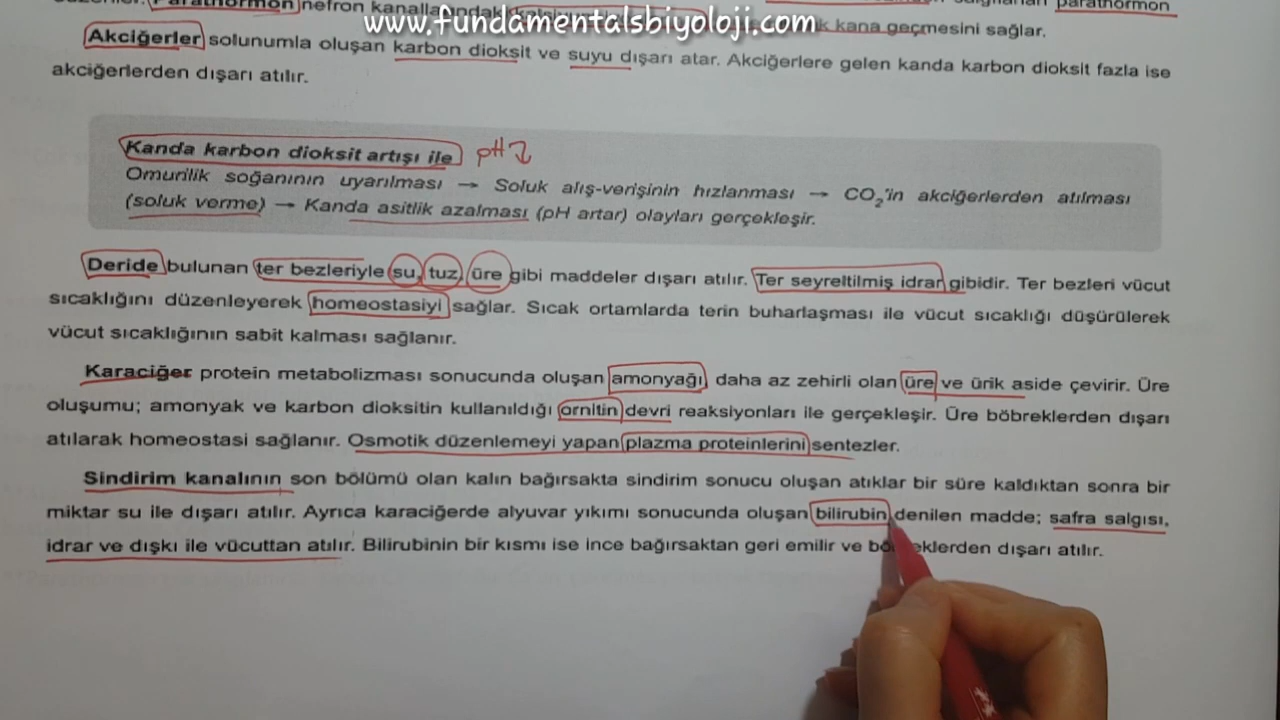 Parathormon nefron kanallarından salgılanan parathormon
www.fundamentalsbiyoloji.com
kana geçmesini sağlar.
Akciğerler solunumla oluşan karbon dioksit ve suyu dışarı atar. Akciğerlere gelen kanda karbon dioksit fazla ise
akciğerlerden dışarı atılır.
Kanda karbon dioksit artışı ile pH↓
Omurilik soğanının uyarılması → Soluk alış-verişinin hızlanması → CO₂'in akciğerlerden atılması
(soluk verme) → Kanda asitlik azalması (pH artar) olayları gerçekleşir.
Deride bulunan ter bezleriyle su, tuz, üre gibi maddeler dışarı atılır. Ter seyreltilmiş idrar gibidir. Ter bezleri vücut
sıcaklığını düzenleyerek homeostasiyi sağlar. Sıcak ortamlarda terin buharlaşması ile vücut sıcaklığı düşürülerek
vücut sıcaklığının sabit kalması sağlanır.
Karaciğer protein metabolizması sonucunda oluşan amonyağı, daha az zehirli olan üre ve ürik aside çevirir. Üre
oluşumu; amonyak ve karbon dioksitin kullanıldığı ornitin devri reaksiyonları ile gerçekleşir. Üre böbreklerden dışarı
atılarak homeostasi sağlanır. Osmotik düzenlemeyi yapan plazma proteinlerini sentezler.
Sindirim kanalının son bölümü olan kalın bağırsakta sindirim sonucu oluşan atıklar bir süre kaldıktan sonra bir
miktar su ile dışarı atılır. Ayrıca karaciğerde alyuvar yıkımı sonucunda oluşan bilirubin denilen madde; safra salgısı,
idrar ve dışkı ile vücuttan atılır. Bilirubinin bir kısmı ise ince bağırsaktan geri emilir ve böbreklerden dışarı atılır.